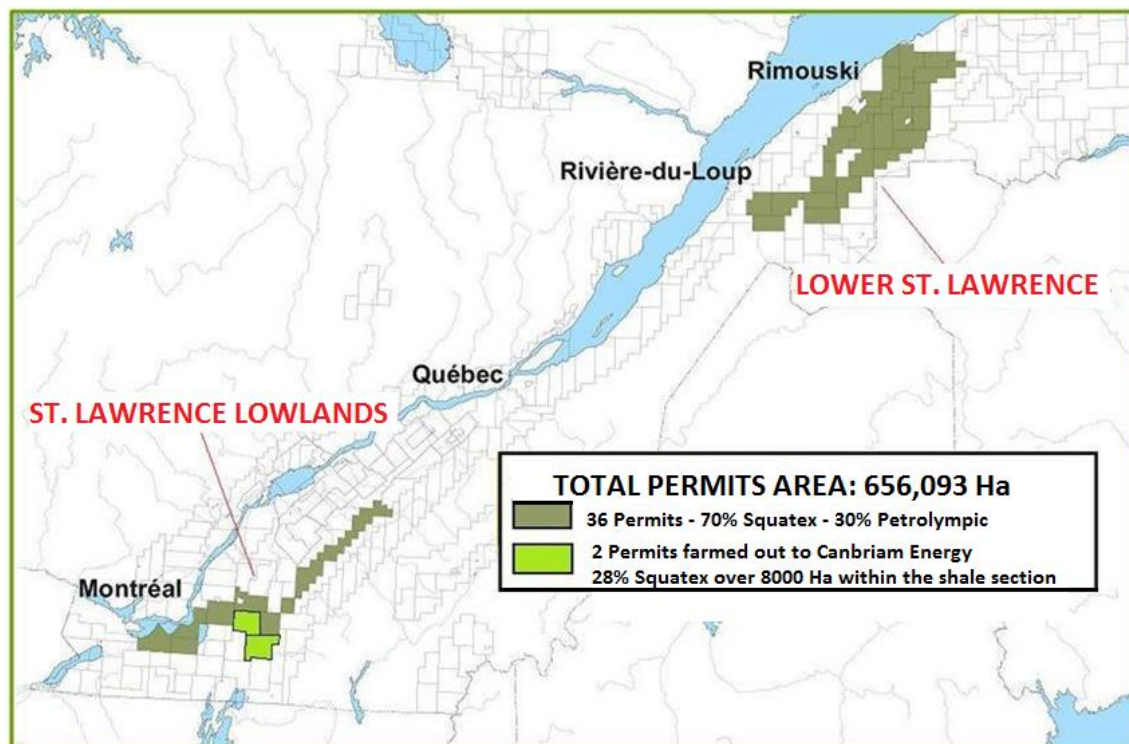 Rimouski
Rivière-du-Loup
LOWER ST. LAWRENCE
Québec
ST. LAWRENCE LOWLANDS
TOTAL PERMITS AREA: 656,093 Ha
36 Permits - 70% Squatex - 30% Petrolympic
2 Permits farmed out to Canbriam Energy
28% Squatex over 8000 Ha within the shale section
Montréal